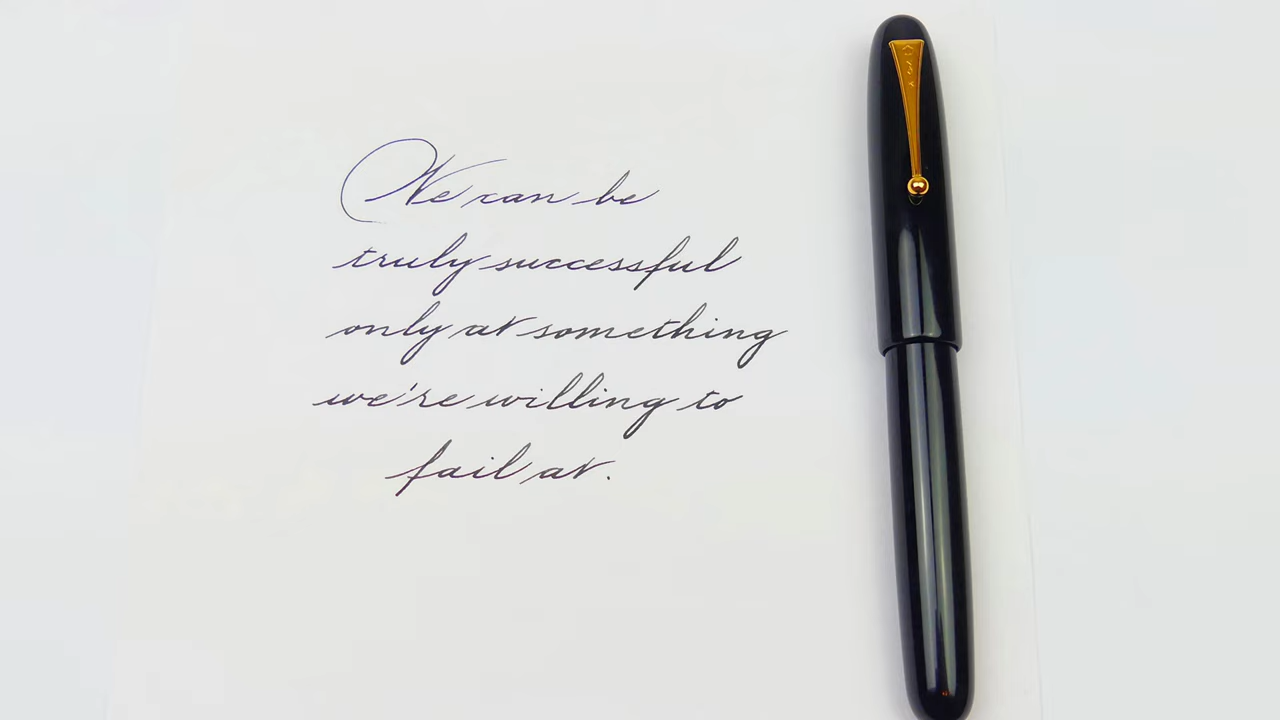 We can be
truly successful
only at something
we're willing to
fail at.